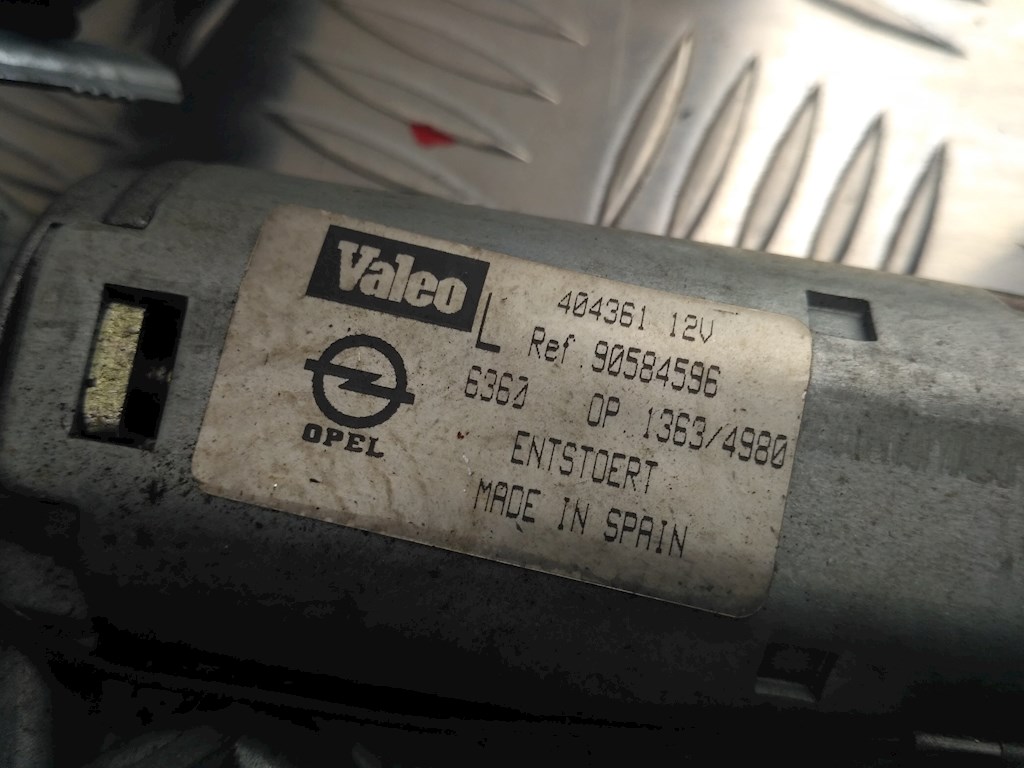 Valeo
OPEL
L
404361 12V
Ref. 90584596
6360 OP. 1363/4980
ENTSTOERT
MADE IN SPAIN